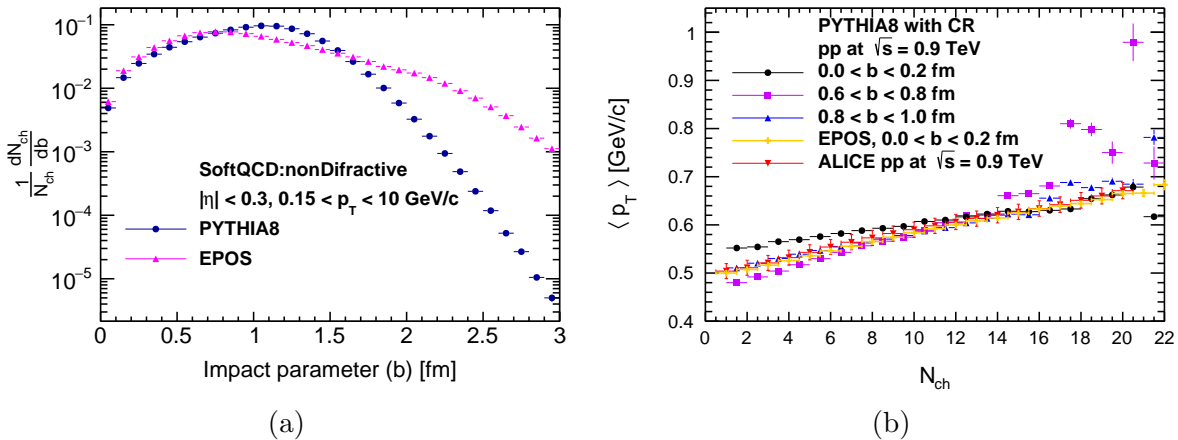 10⁻¹
10⁻²
10⁻³
10⁻⁴
10⁻⁵
1/N_ch dN_ch/db
SoftQCD:nonDifractive
|η| < 0.3, 0.15 < p_T < 10 GeV/c
PYTHIA8
EPOS
0 0.5 1 1.5 2 2.5 3
Impact parameter (b) [fm]
(a)
1
0.9
0.8
0.7
0.6
0.5
0.4
⟨ p_T ⟩ [GeV/c]
PYTHIA8 with CR
pp at √s = 0.9 TeV
0.0 < b < 0.2 fm
0.6 < b < 0.8 fm
0.8 < b < 1.0 fm
EPOS, 0.0 < b < 0.2 fm
ALICE pp at √s = 0.9 TeV
0 2 4 6 8 10 12 14 16 18 20 22
N_ch
(b)